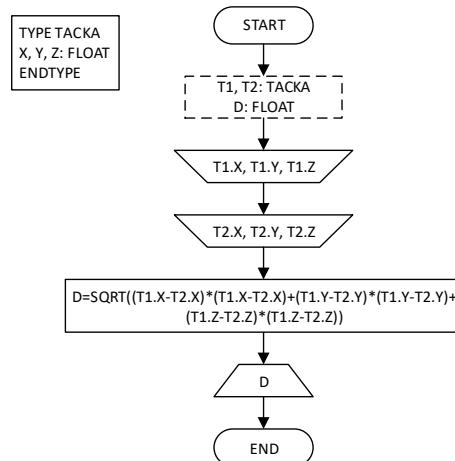 TYPE TACKA
X, Y, Z: FLOAT
ENDTYPE
START
T1, T2: TACKA
D: FLOAT
T1.X, T1.Y, T1.Z
T2.X, T2.Y, T2.Z
D=SQRT((T1.X-T2.X)*(T1.X-T2.X)+(T1.Y-T2.Y)*(T1.Y-T2.Y)+
(T1.Z-T2.Z)*(T1.Z-T2.Z))
D
END